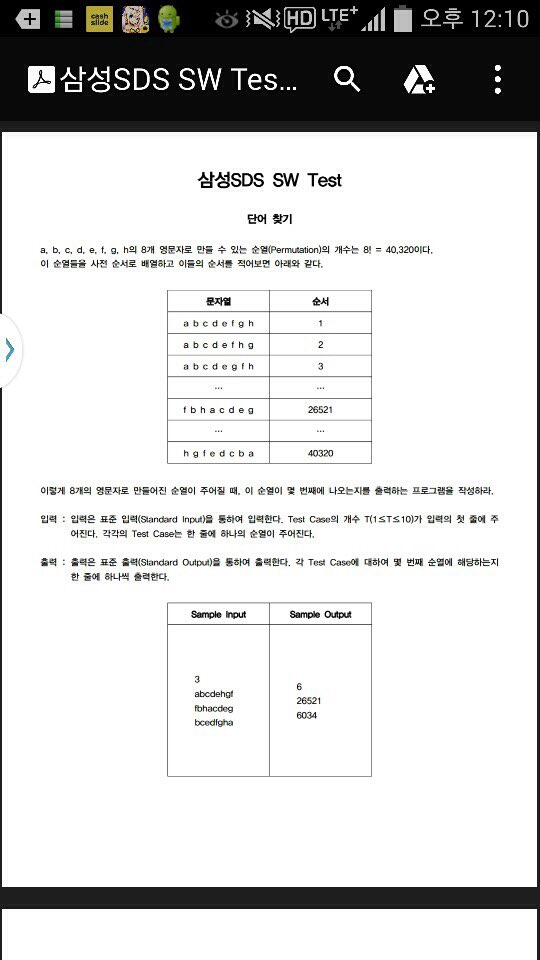 cash slide
HD LTE+ 오후 12:10
삼성SDS SW Tes...
삼성SDS SW Test
단어 찾기
a, b, c, d, e, f, g, h의 8개 영문자로 만들 수 있는 순열(Permutation)의 개수는 8! = 40,320이다.
이 순열들을 사전 순서로 배열하고 이들의 순서를 적어보면 아래와 같다.
문자열 순서
a b c d e f g h 1
a b c d e f h g 2
a b c d e g f h 3
... ...
f b h a c d e g 26521
... ...
h g f e d c b a 40320
이렇게 8개의 영문자로 만들어진 순열이 주어질 때, 이 순열이 몇 번째에 나오는지를 출력하는 프로그램을 작성하라.
입력 : 입력은 표준 입력(Standard Input)을 통하여 입력한다. Test Case의 개수 T(1≤T≤10)가 입력의 첫 줄에 주
어진다. 각각의 Test Case는 한 줄에 하나의 순열이 주어진다.
출력 : 출력은 표준 출력(Standard Output)을 통하여 출력한다. 각 Test Case에 대하여 몇 번째 순열에 해당하는지
한 줄에 하나씩 출력한다.
Sample Input Sample Output
3
abcdehgf 6
fbhacdeg 26521
bcedfgha 6034